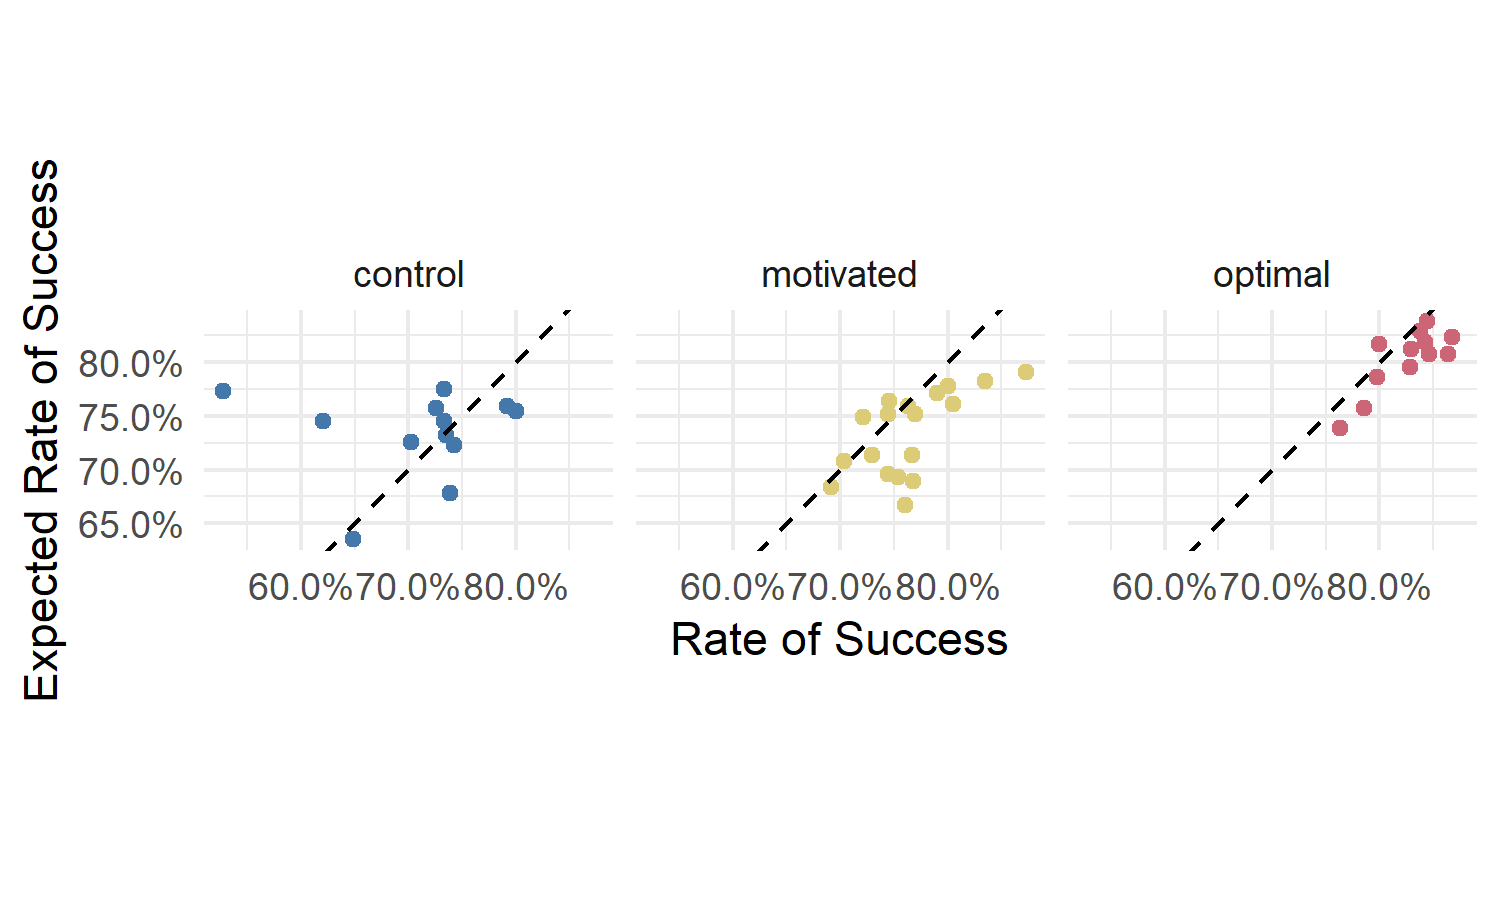 Expected Rate of Success
control motivated optimal
80.0%
75.0%
70.0%
65.0%
60.0% 70.0% 80.0% 60.0% 70.0% 80.0% 60.0% 70.0% 80.0%
Rate of Success